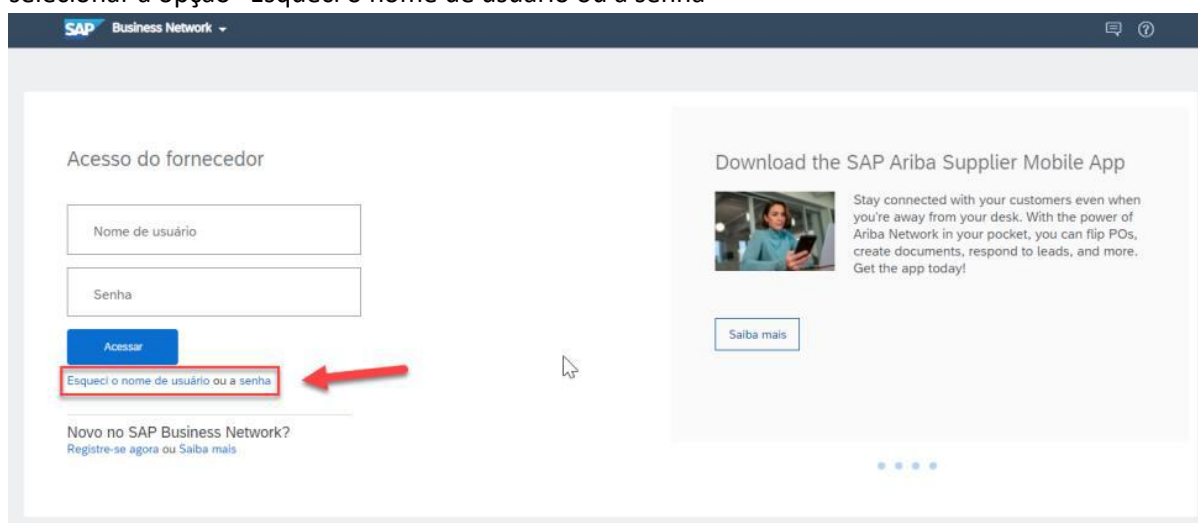 selecionar a opção "Esqueci o nome de usuário ou a senha"
SAP Business Network
Acesso do fornecedor
Nome de usuário
Senha
Acessar
Esqueci o nome de usuário ou a senha
Novo no SAP Business Network?
Registre-se agora ou Saiba mais
Download the SAP Ariba Supplier Mobile App
Stay connected with your customers even when
you're away from your desk. With the power of
Ariba Network in your pocket, you can flip POs,
create documents, respond to leads, and more.
Get the app today!
Saiba mais